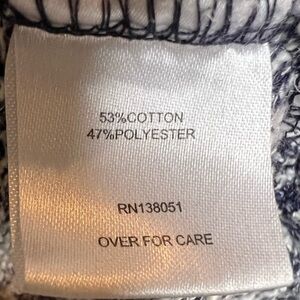 53%COTTON
47%POLYESTER
RN138051
OVER FOR CARE